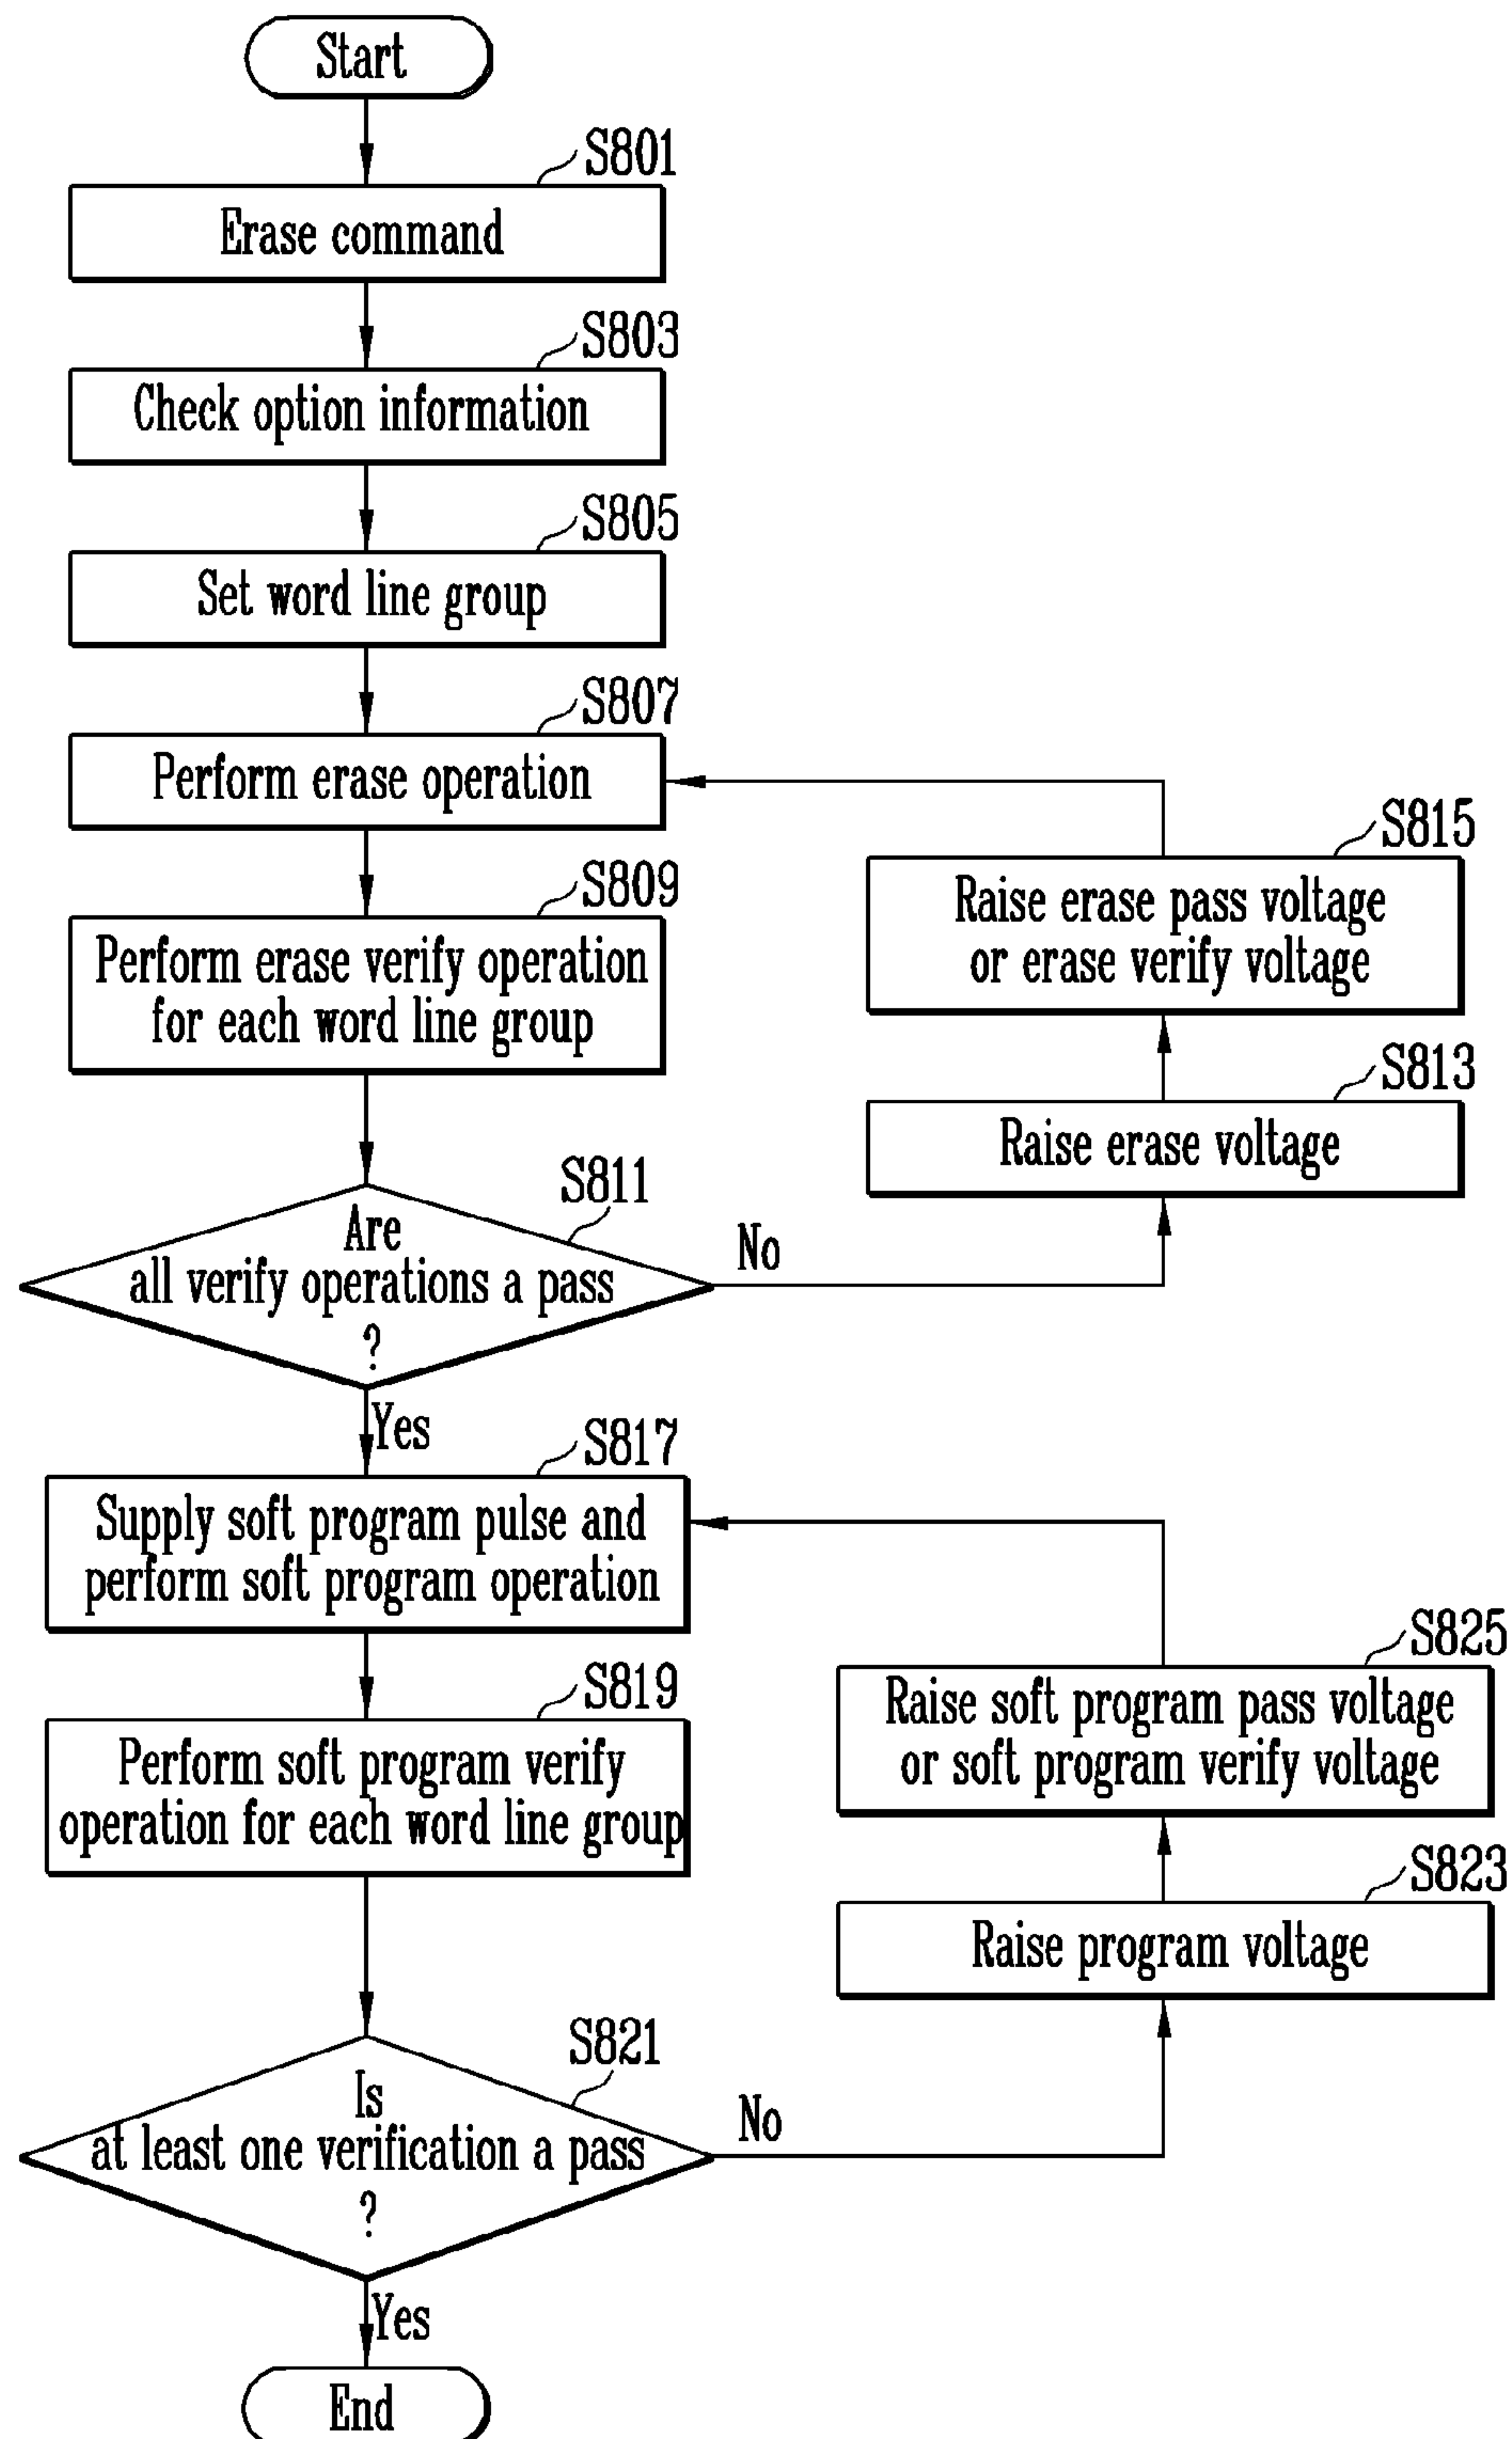 Start
S801
Erase command
S803
Check option information
S805
Set word line group
S807
Perform erase operation
S809
Perform erase verify operation
for each word line group
S815
Raise erase pass voltage
or erase verify voltage
S813
Raise erase voltage
S811
Are
all verify operations a pass
?
No
Yes
S817
Supply soft program pulse and
perform soft program operation
S819
Perform soft program verify
operation for each word line group
S825
Raise soft program pass voltage
or soft program verify voltage
S823
Raise program voltage
S821
Is
at least one verification a pass
?
No
Yes
End